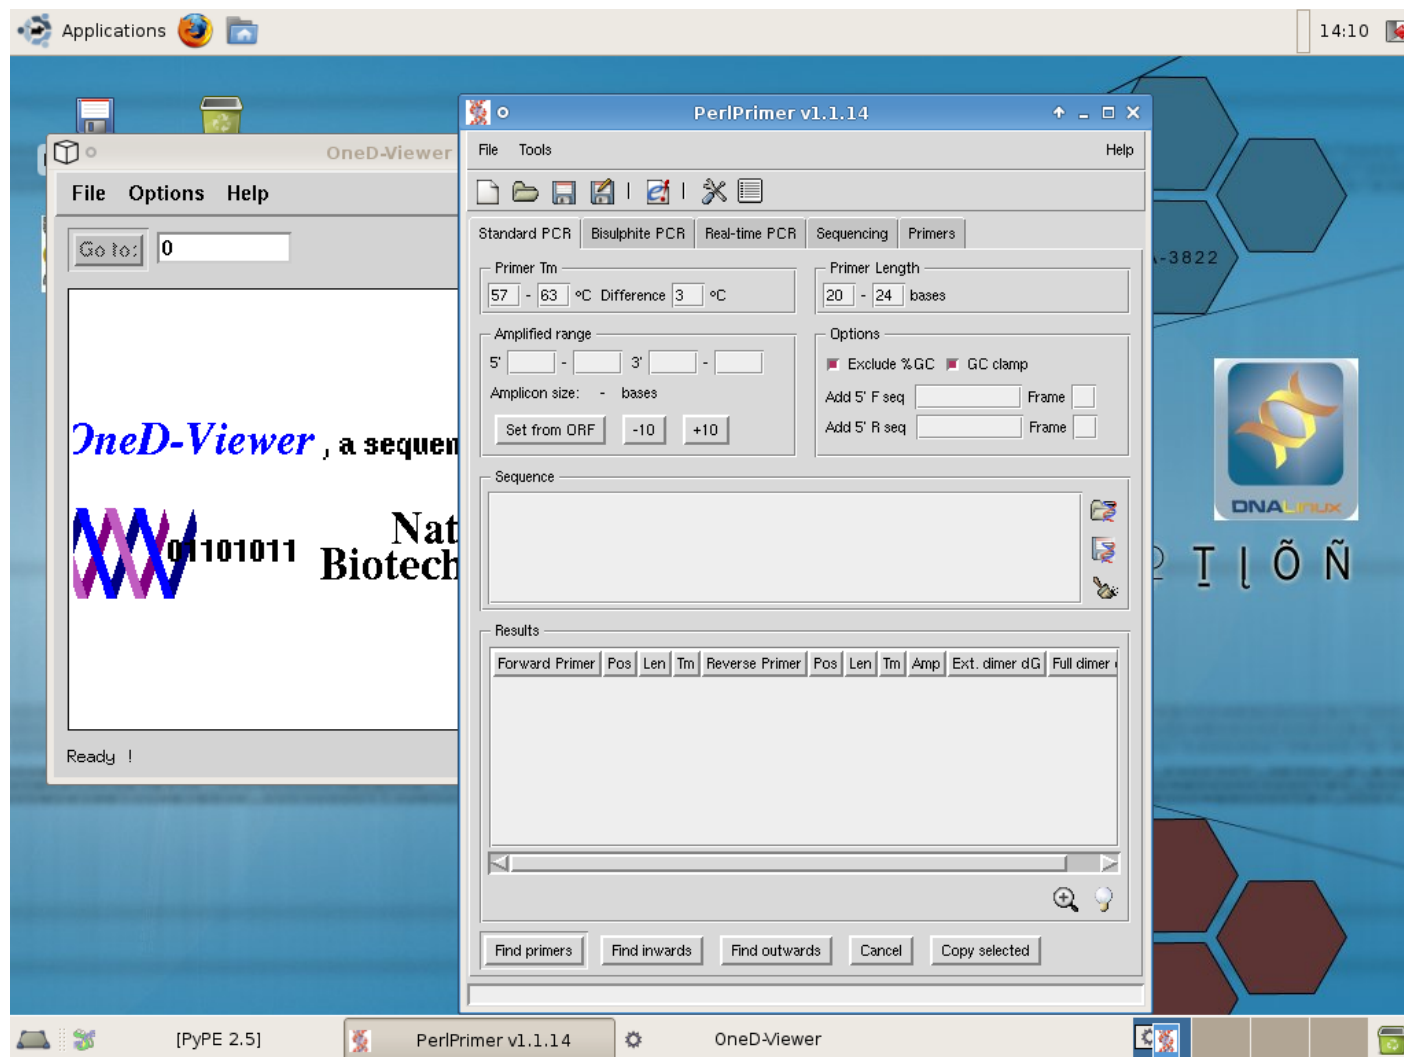 Applications
14:10
PerlPrimer v1.1.14
OneD-Viewer
File Tools Help
File Options Help
Go to: 0
Standard PCR Bisulphite PCR Real-time PCR Sequencing Primers
Primer Tm
57 - 63 ºC Difference 3 ºC
Primer Length
20 - 24 bases
Amplified range
5' - 3' -
Amplicon size: - bases
Set from ORF -10 +10
Options
Exclude %GC GC clamp
Add 5' F seq Frame
Add 5' R seq Frame
-3822
OneD-Viewer , a sequen
01101011
Nat
Biotech
Sequence
DNALinux
T Ɩ Õ Ñ
Results
Forward Primer Pos Len Tm Reverse Primer Pos Len Tm Amp Ext. dimer dG Full dimer
Ready !
Find primers Find inwards Find outwards Cancel Copy selected
[PyPE 2.5] PerlPrimer v1.1.14 OneD-Viewer